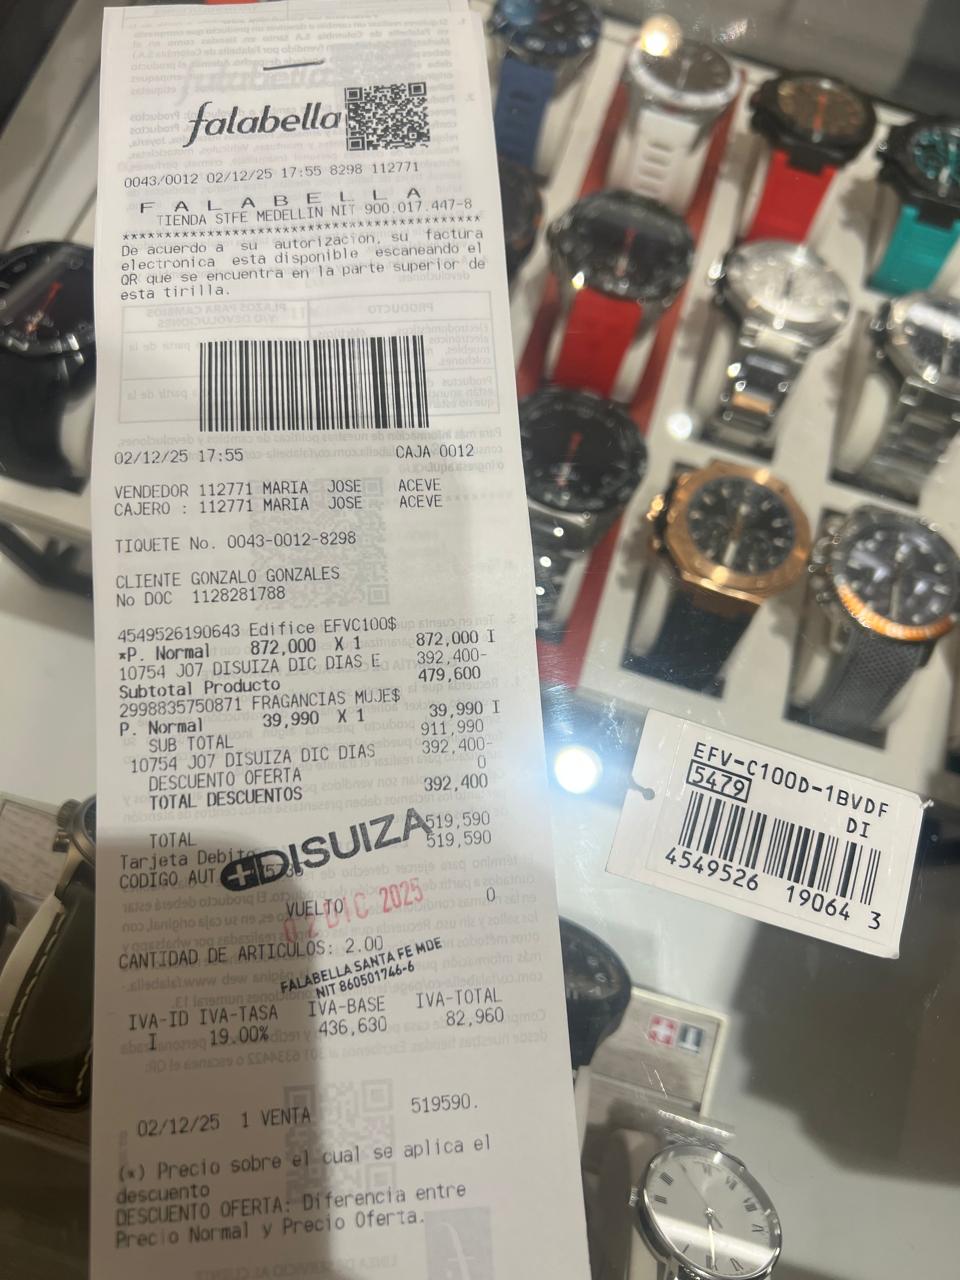 falabella
0043/0012 02/12/25 17:55 8298 112771
F A L A B E L L A
TIENDA STFE MEDELLIN NIT 900.017.447-8
******************************************
De acuerdo a su autorizacion, su factura
electronica esta disponible escaneando el
QR que se encuentra en la parte superior de
esta tirilla.
02/12/25 17:55 CAJA 0012
VENDEDOR 112771 MARIA JOSE ACEVE
CAJERO : 112771 MARIA JOSE ACEVE
TIQUETE No. 0043-0012-8298
CLIENTE GONZALO GONZALES
No DOC 1128281788
4549526190643 Edifice EFVC100$
*P. Normal 872,000 X 1 872,000 I
10754 J07 DISUIZA DIC DIAS E 392,400-
Subtotal Producto 479,600
2998835750871 FRAGANCIAS MUJE$
P. Normal 39,990 X 1 39,990 I
SUB TOTAL 911,990
10754 J07 DISUIZA DIC DIAS 392,400-
DESCUENTO OFERTA 0
TOTAL DESCUENTOS 392,400
TOTAL 519,590
Tarjeta Debito 519,590
CODIGO AUT
DISUIZA
VUELTO 0
02 DIC 2025
CANTIDAD DE ARTICULOS: 2.00
FALABELLA SANTA FE MDE
NIT 860501746-6
IVA-ID IVA-TASA IVA-BASE IVA-TOTAL
I 19.00% 436,630 82,960
02/12/25 1 VENTA 519590.
(*) Precio sobre el cual se aplica el
descuento
DESCUENTO OFERTA: Diferencia entre
Precio Normal y Precio Oferta.
EFV-C100D-1BVDF
5479 DI
4549526 19064 3